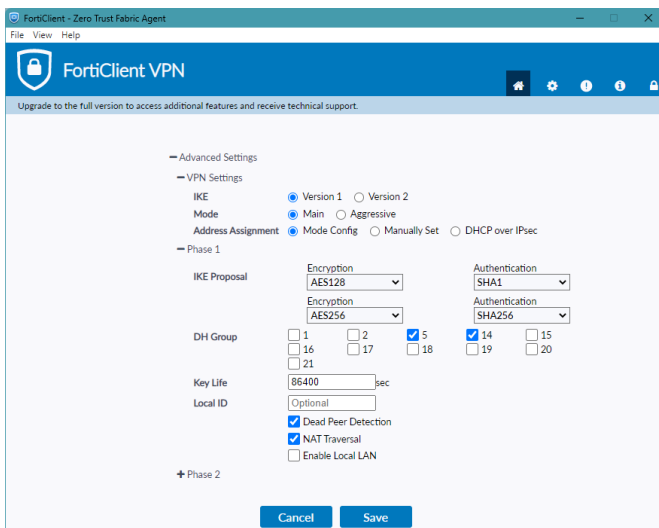 FortiClient - Zero Trust Fabric Agent
File View Help
FortiClient VPN
Upgrade to the full version to access additional features and receive technical support.
Advanced Settings
VPN Settings
IKE Version 1 Version 2
Mode Main Aggressive
Address Assignment Mode Config Manually Set DHCP over IPsec
Phase 1
Encryption Authentication
IKE Proposal AES128 SHA1
Encryption Authentication
AES256 SHA256
DH Group 1 2 5 14 15
16 17 18 19 20
21
Key Life 86400 sec
Local ID Optional
Dead Peer Detection
NAT Traversal
Enable Local LAN
Phase 2
Cancel Save